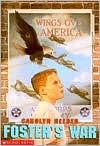 WINGS OVER
AMERICA
CAROLYN REEDER
FOSTER'S WAR